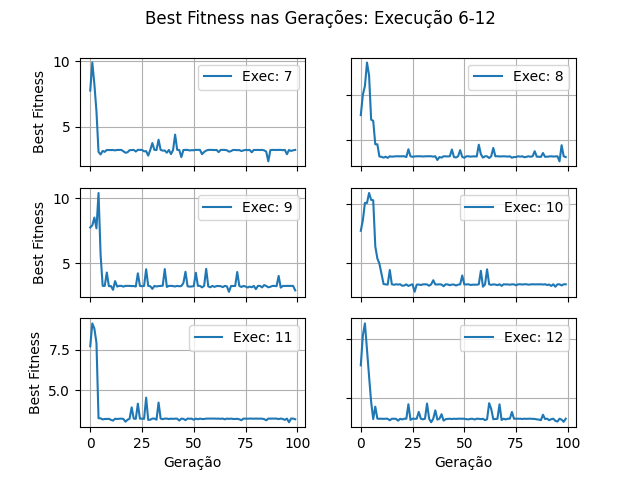 Best Fitness nas Gerações: Execução 6-12
10
5
Best Fitness
Exec: 7
Exec: 8
10
5
Best Fitness
Exec: 9
Exec: 10
7.5
5.0
Best Fitness
Exec: 11
Exec: 12
0 25 50 75 100
0 25 50 75 100
Geração
Geração